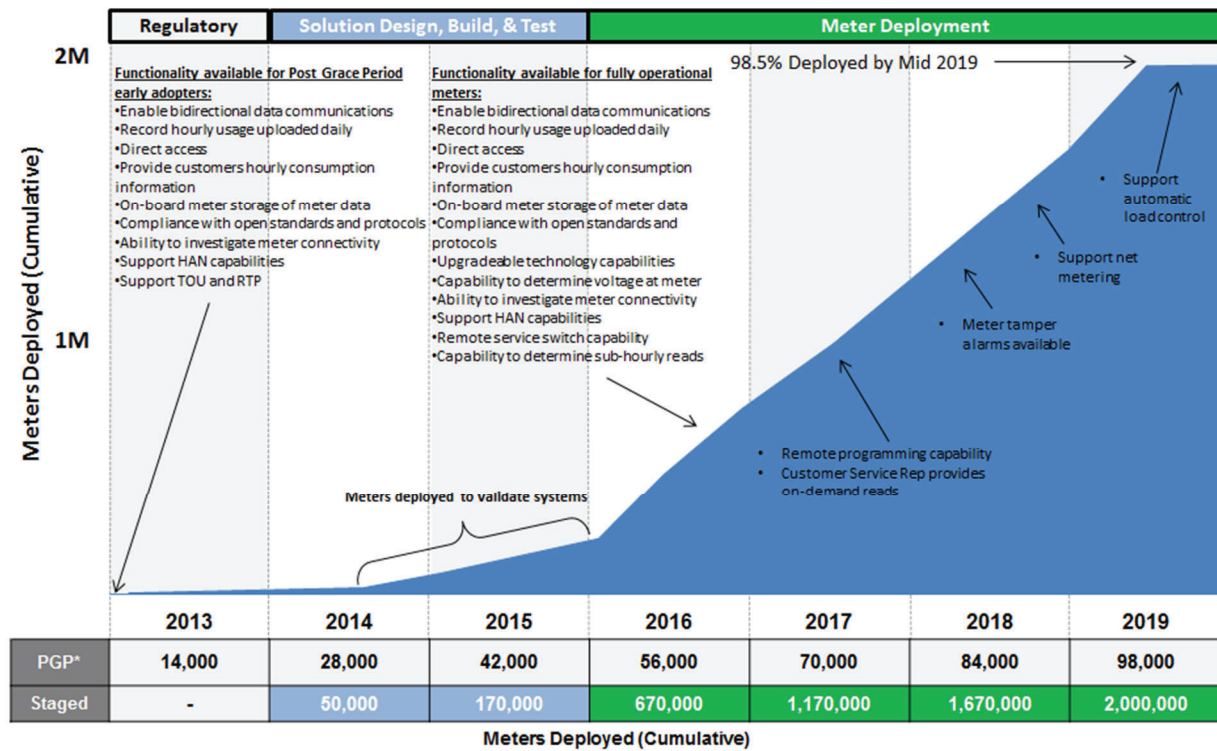 Regulatory
Solution Design, Build, & Test
Meter Deployment
2M
1M
Meters Deployed (Cumulative)
Functionality available for Post Grace Period
early adopters:
•Enable bidirectional data communications
•Record hourly usage uploaded daily
•Direct access
•Provide customers hourly consumption
information
•On-board meter storage of meter data
•Compliance with open standards and protocols
•Ability to investigate meter connectivity
•Support HAN capabilities
•Support TOU and RTP
Functionality available for fully operational
meters:
•Enable bidirectional data communications
•Record hourly usage uploaded daily
•Direct access
•Provide customers hourly consumption
information
•On-board meter storage of meter data
•Compliance with open standards and
protocols
•Upgradeable technology capabilities
•Capability to determine voltage at meter
•Ability to investigate meter connectivity
•Support HAN capabilities
•Remote service switch capability
•Capability to determine sub-hourly reads
98.5% Deployed by Mid 2019
• Support
automatic
load control
• Support net
metering
• Meter tamper
alarms available
• Remote programming capability
• Customer Service Rep provides
on-demand reads
Meters deployed to validate systems
2013 2014 2015 2016 2017 2018 2019
PGP* 14,000 28,000 42,000 56,000 70,000 84,000 98,000
Staged - 50,000 170,000 670,000 1,170,000 1,670,000 2,000,000
Meters Deployed (Cumulative)